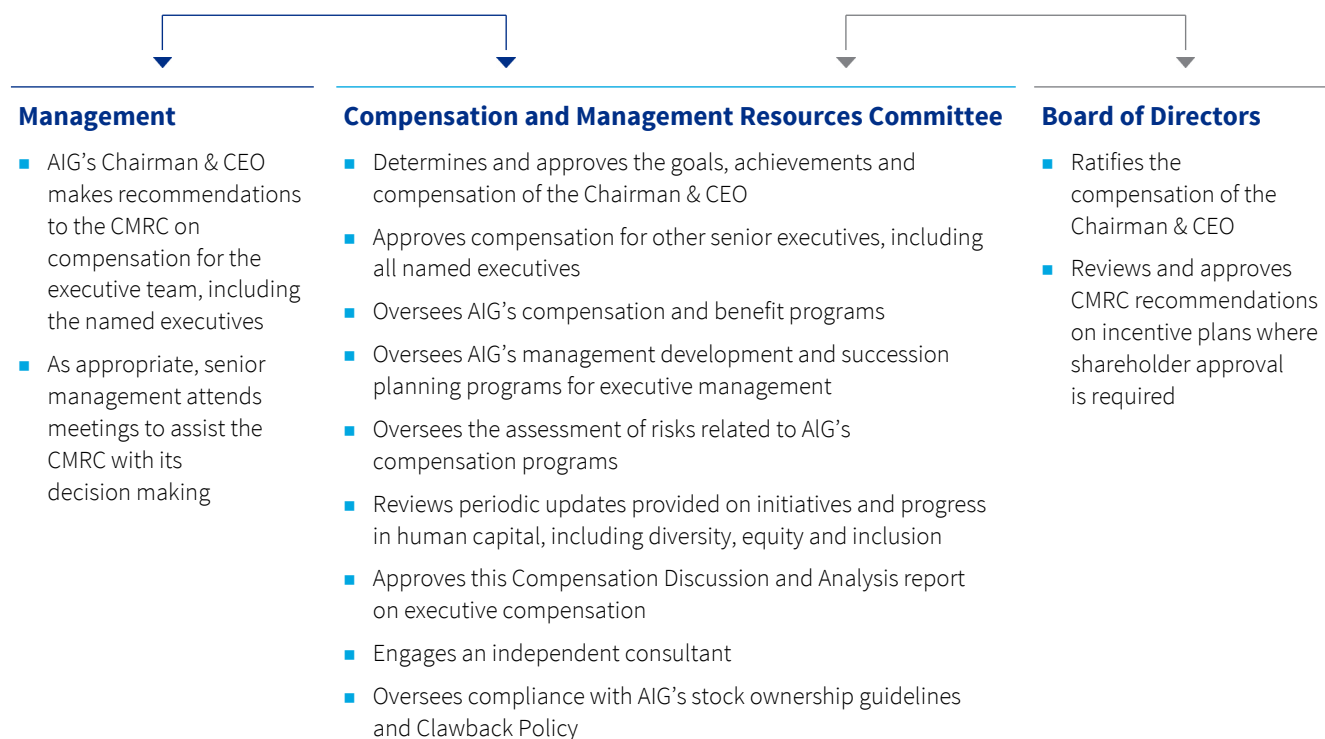 Management
AIG’s Chairman & CEO
makes recommendations
to the CMRC on
compensation for the
executive team, including
the named executives
As appropriate, senior
management attends
meetings to assist the
CMRC with its
decision making
Compensation and Management Resources Committee
Determines and approves the goals, achievements and
compensation of the Chairman & CEO
Approves compensation for other senior executives, including
all named executives
Oversees AIG’s compensation and benefit programs
Oversees AIG’s management development and succession
planning programs for executive management
Oversees the assessment of risks related to AIG’s
compensation programs
Reviews periodic updates provided on initiatives and progress
in human capital, including diversity, equity and inclusion
Approves this Compensation Discussion and Analysis report
on executive compensation
Engages an independent consultant
Oversees compliance with AIG’s stock ownership guidelines
and Clawback Policy
Board of Directors
Ratifies the
compensation of the
Chairman & CEO
Reviews and approves
CMRC recommendations
on incentive plans where
shareholder approval
is required